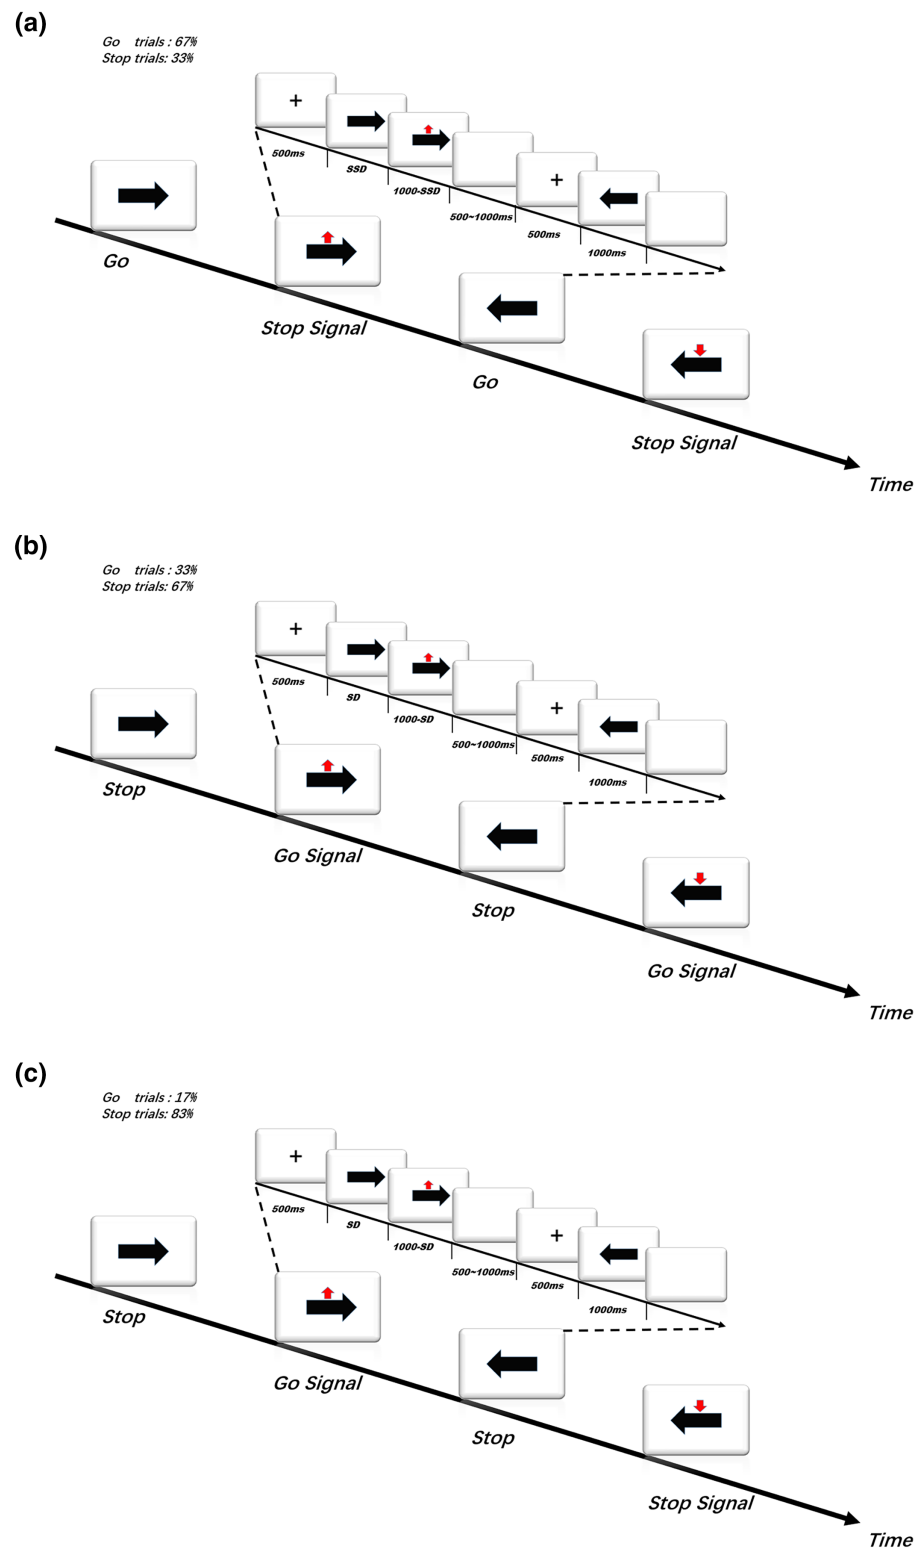 (a)
Go trials : 67%
Stop trials: 33%
+
500ms
SSD
1000-SSD
500~1000ms
+
500ms
1000ms
Go
Stop Signal
Go
Stop Signal
Time
(b)
Go trials : 33%
Stop trials: 67%
+
500ms
SD
1000-SD
500~1000ms
+
500ms
1000ms
Stop
Go Signal
Stop
Go Signal
Time
(c)
Go trials : 17%
Stop trials: 83%
+
500ms
SD
1000-SD
500~1000ms
+
500ms
1000ms
Stop
Go Signal
Stop
Stop Signal
Time